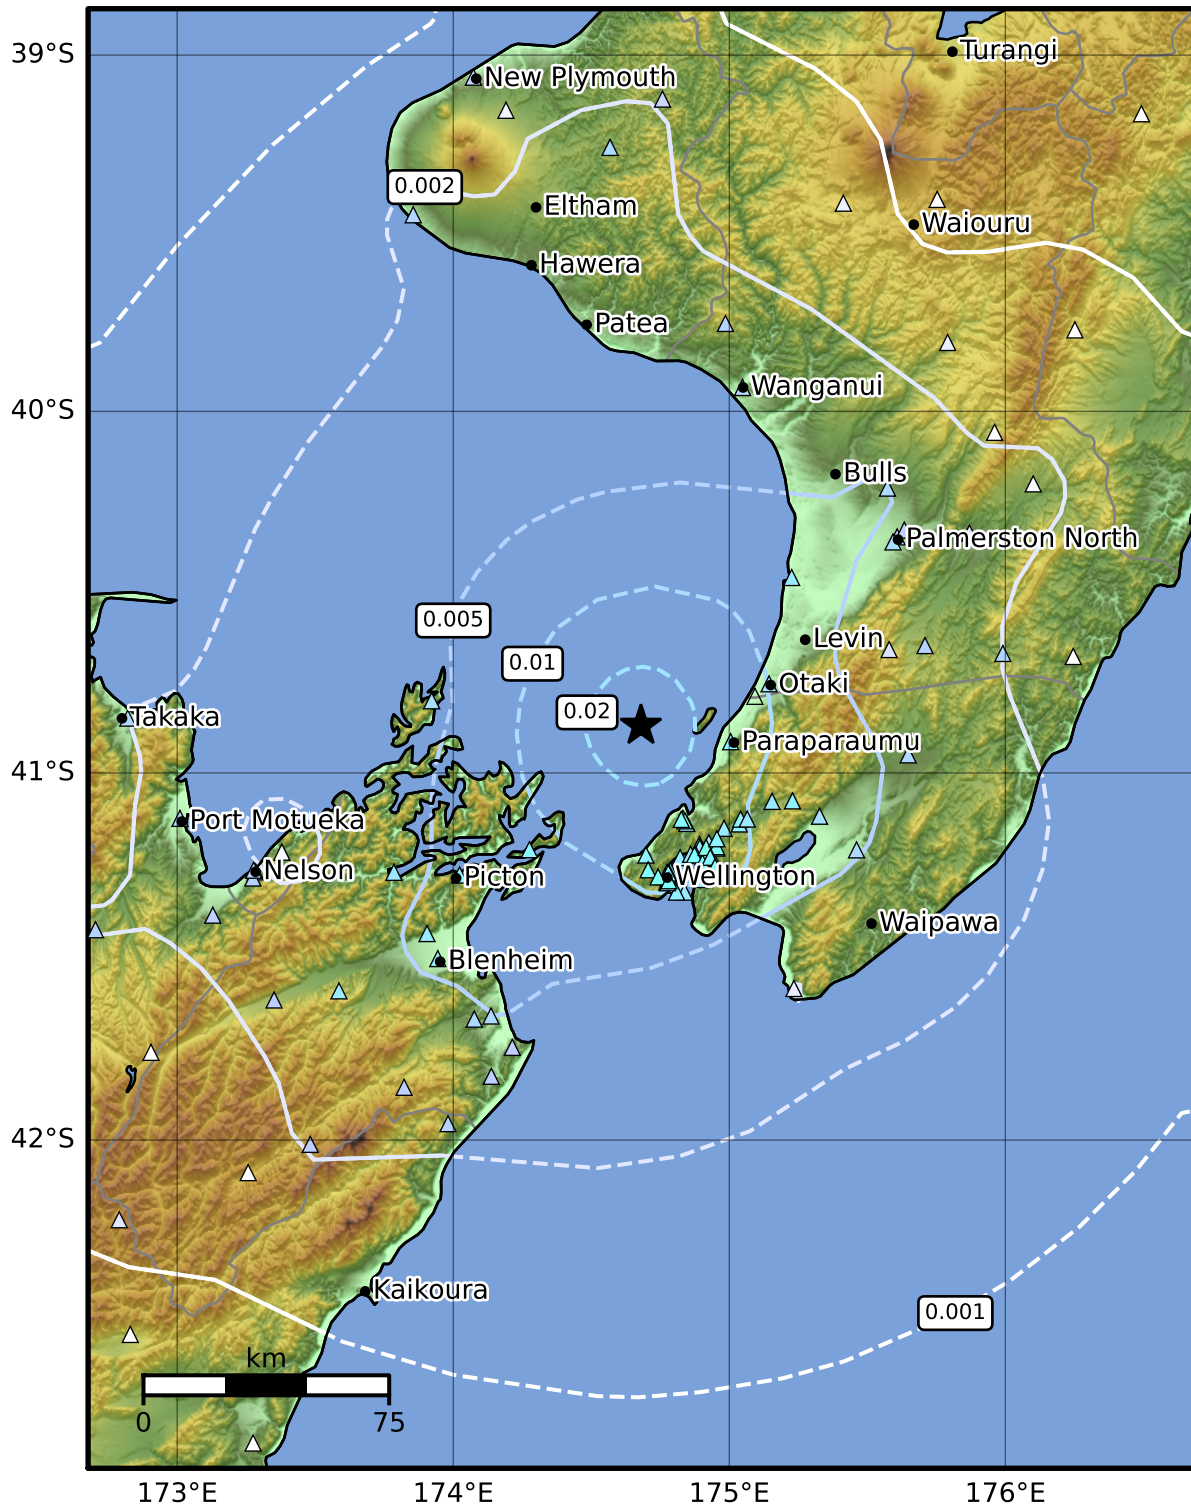 39°S
Turangi
New Plymouth
0.002
Eltham
Waiouru
Hawera
Patea
Wanganui
40°S
Bulls
Palmerston North
0.005
Levin
0.01
Otaki
0.02
Takaka
Paraparaumu
41°S
Port Motueka
Nelson
Picton
Wellington
Waipawa
Blenheim
42°S
Kaikoura
0.001
km
0 75
173°E 174°E 175°E 176°E